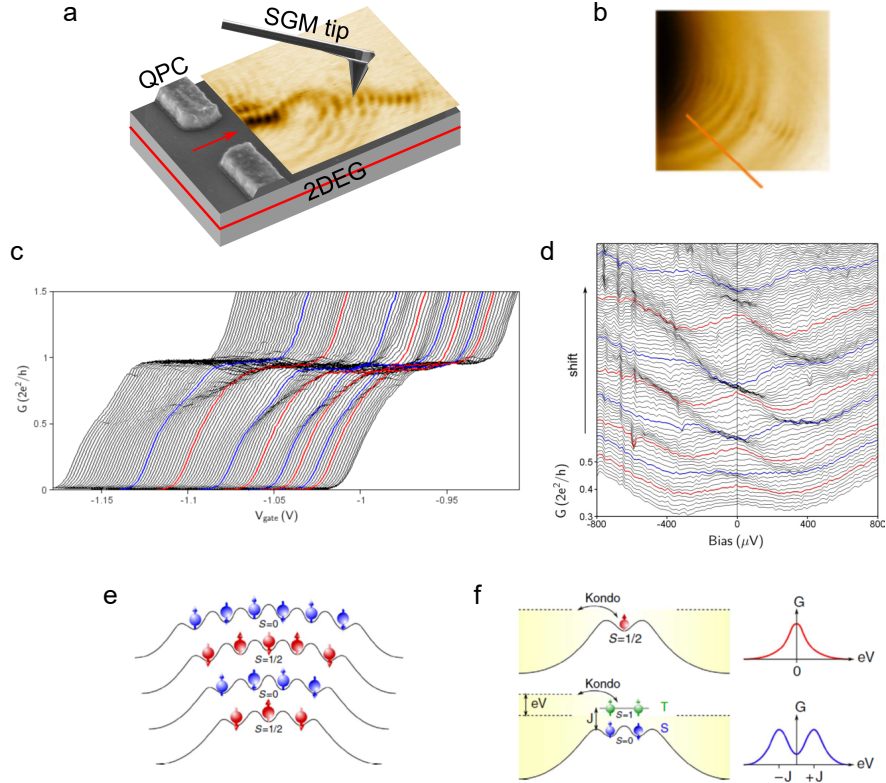 a
SGM tip
QPC
2DEG
b
c
G (2e²/h)
1.5
1
0.5
0
-1.15
-1.1
-1.05
-1
-0.95
V_gate (V)
d
shift
G (2e²/h)
0.5
0.4
0.3
-800
-400
0
400
800
Bias (μV)
e
S=0
S=1/2
S=0
S=1/2
f
Kondo
S=1/2
G
eV
0
Kondo
eV
J
S=1
T
S=0
S
G
eV
−J
+J